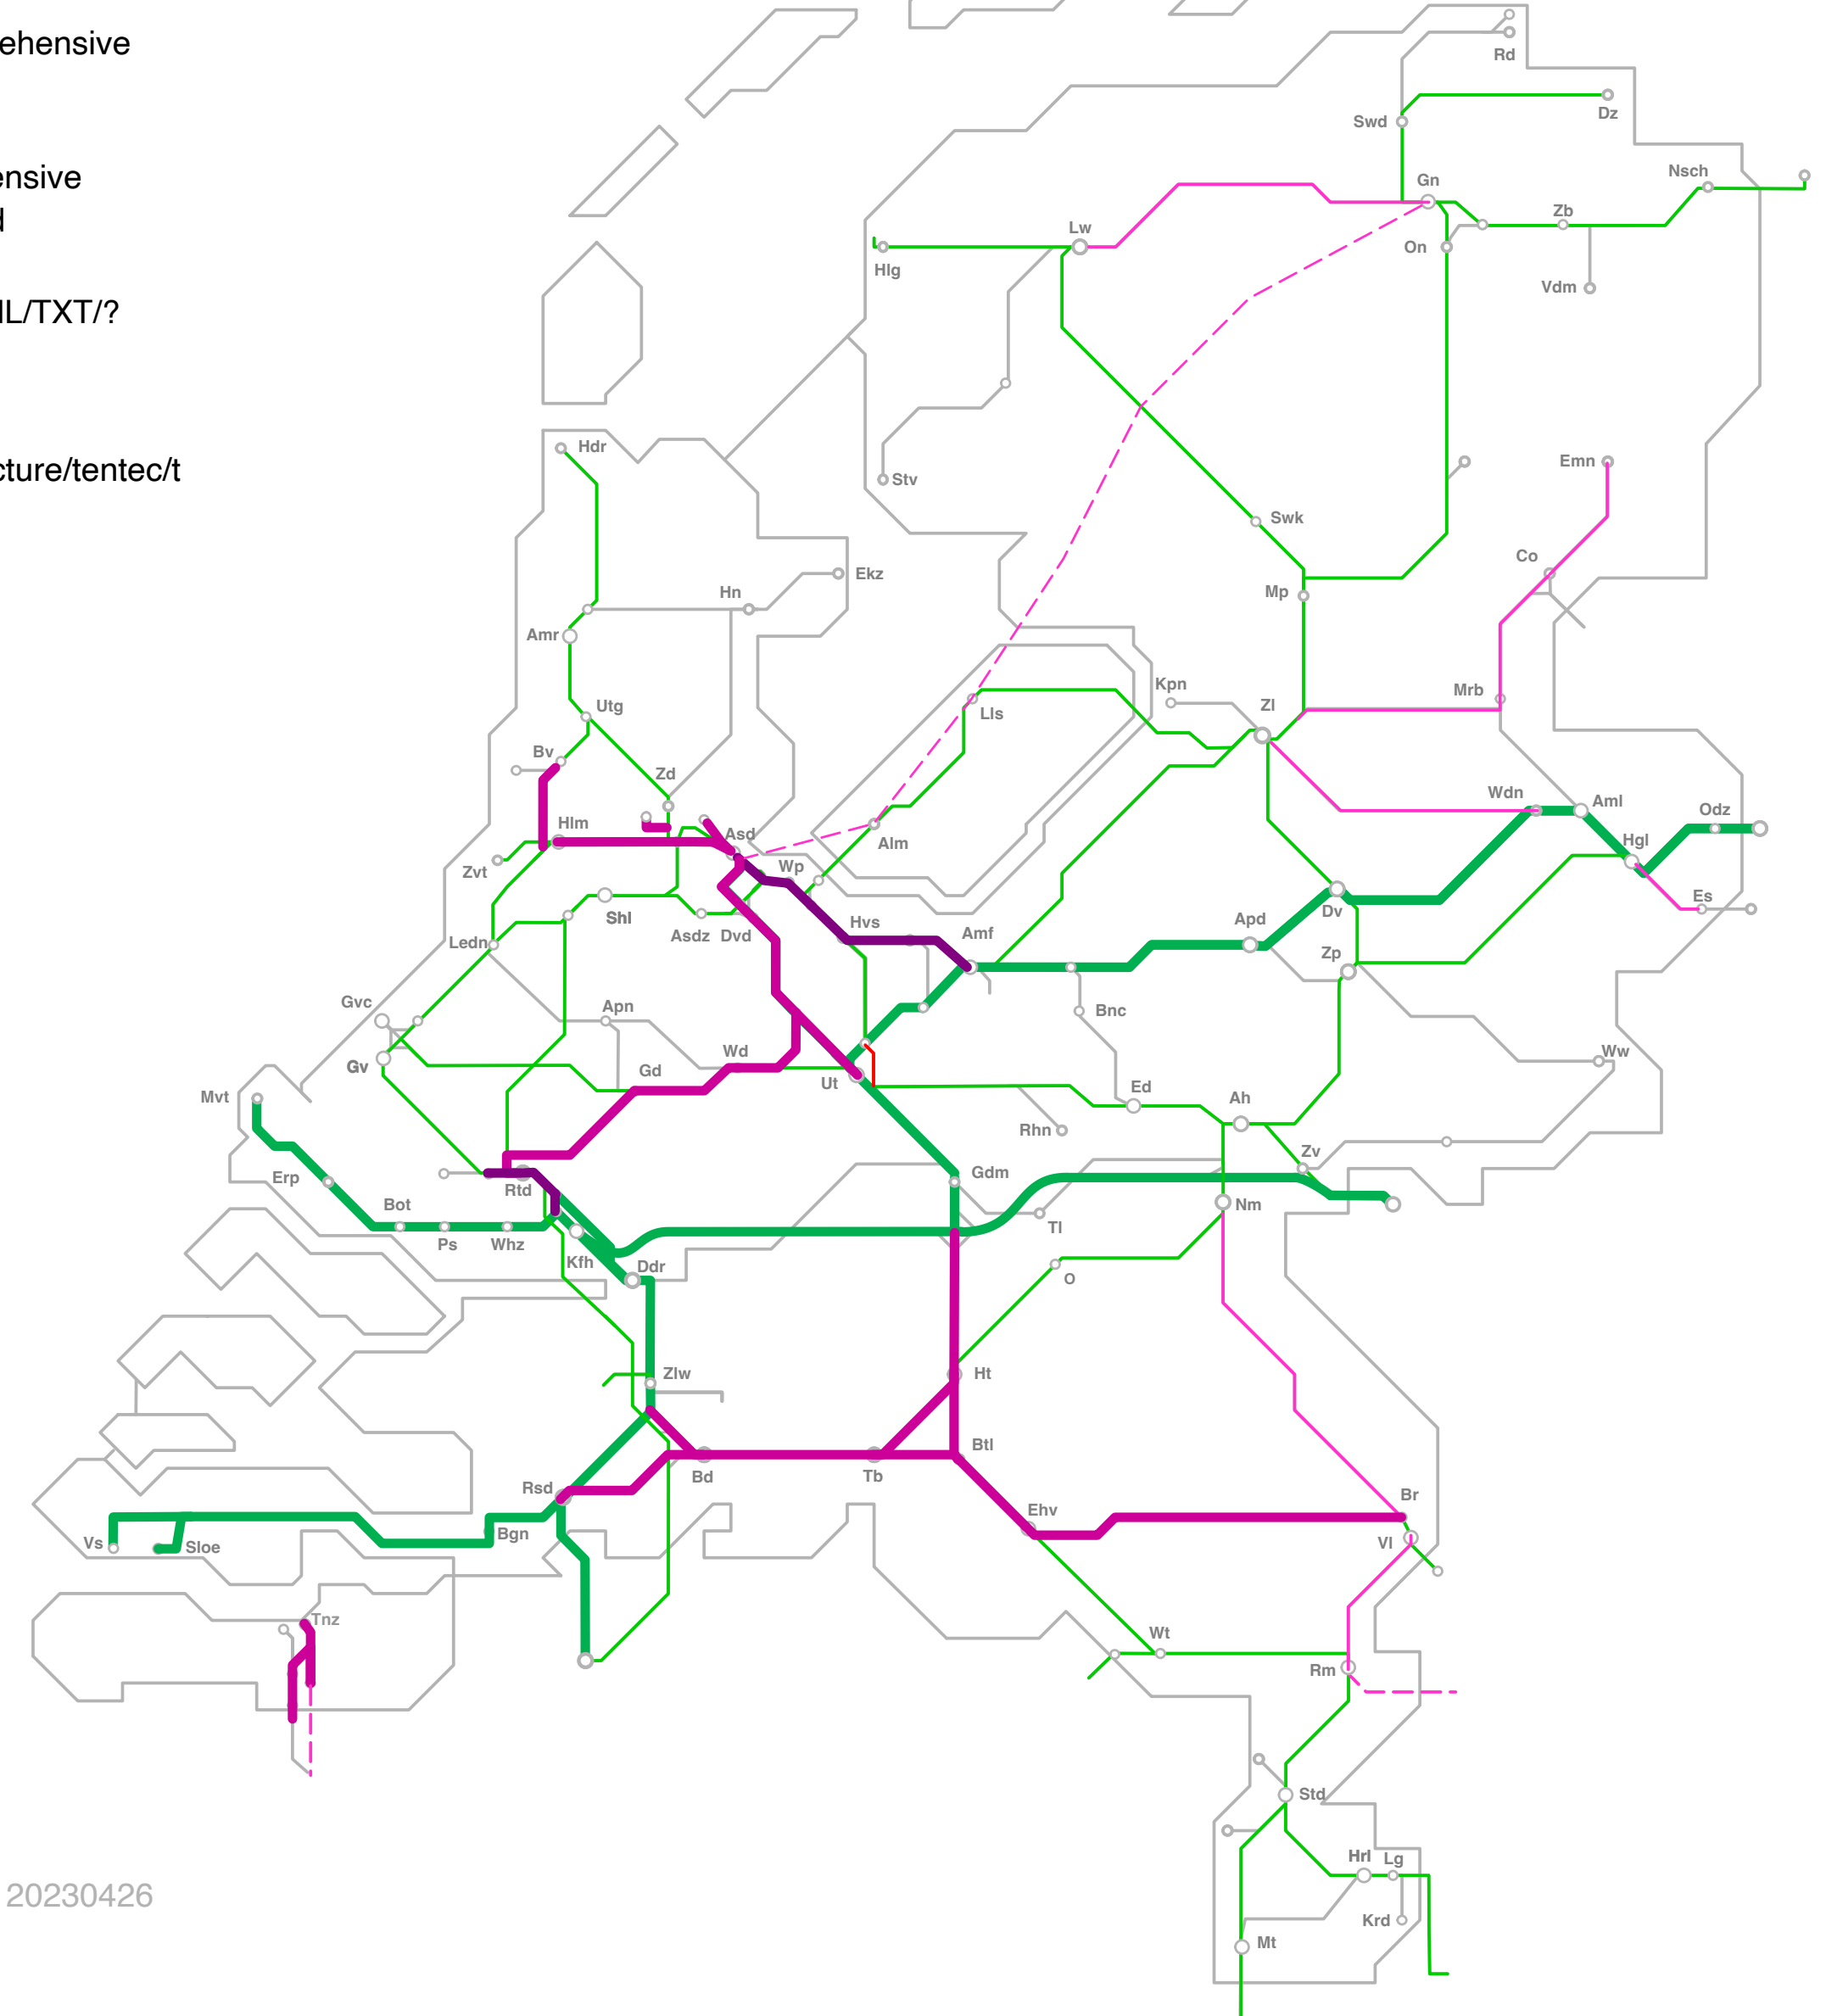 ehensive
ensive
d
IL/TXT/?
cture/tentec/t
Rd
Dz
Swd
Nsch
Gn
Zb
Lw
On
Hlg
Vdm
Hdr
Emn
Stv
Swk
Co
Ekz
Hn
Mp
Amr
Kpn
Mrb
Utg
Zl
Lls
Bv
Zd
Wdn
Aml
Odz
Hlm
Asd
Alm
Hgl
Zvt
Wp
Es
Shl
Hvs
Apd
Dv
Ledn
Asdz
Dvd
Amf
Zp
Gvc
Apn
Bnc
Ww
Wd
Gv
Gd
Ut
Ed
Mvt
Ah
Rhn
Zv
Erp
Rtd
Gdm
Bot
Nm
Tl
Ps
Whz
Kfh
Ddr
O
Zlw
Ht
Btl
Rsd
Bd
Tb
Br
Ehv
Bgn
Vs
Sloe
Vl
Tnz
Wt
Rm
Std
Hrl
Lg
20230426
Krd
Mt